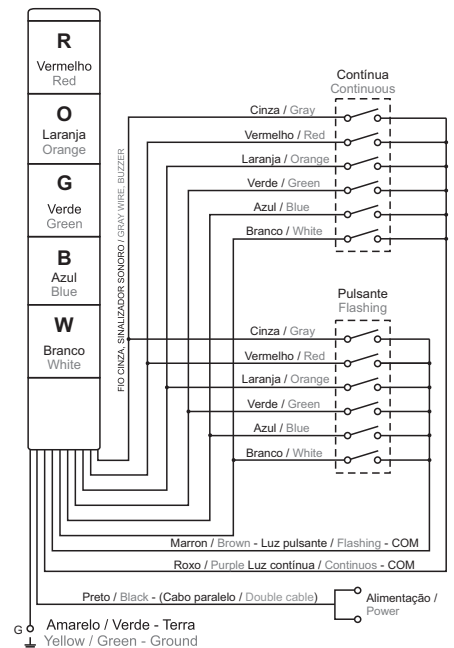 R
Vermelho
Red
O
Laranja
Orange
G
Verde
Green
B
Azul
Blue
W
Branco
White
FIO CINZA, SINALIZADOR SONORO / GRAY WIRE, BUZZER
Contínua
Continuous
Cinza / Gray
Vermelho / Red
Laranja / Orange
Verde / Green
Azul / Blue
Branco / White
Pulsante
Flashing
Cinza / Gray
Vermelho / Red
Laranja / Orange
Verde / Green
Azul / Blue
Branco / White
Marron / Brown - Luz pulsante / Flashing - COM
Roxo / Purple Luz contínua / Continuos - COM
Preto / Black - (Cabo paralelo / Double cable)
Alimentação /
Power
G
Amarelo / Verde - Terra
Yellow / Green - Ground